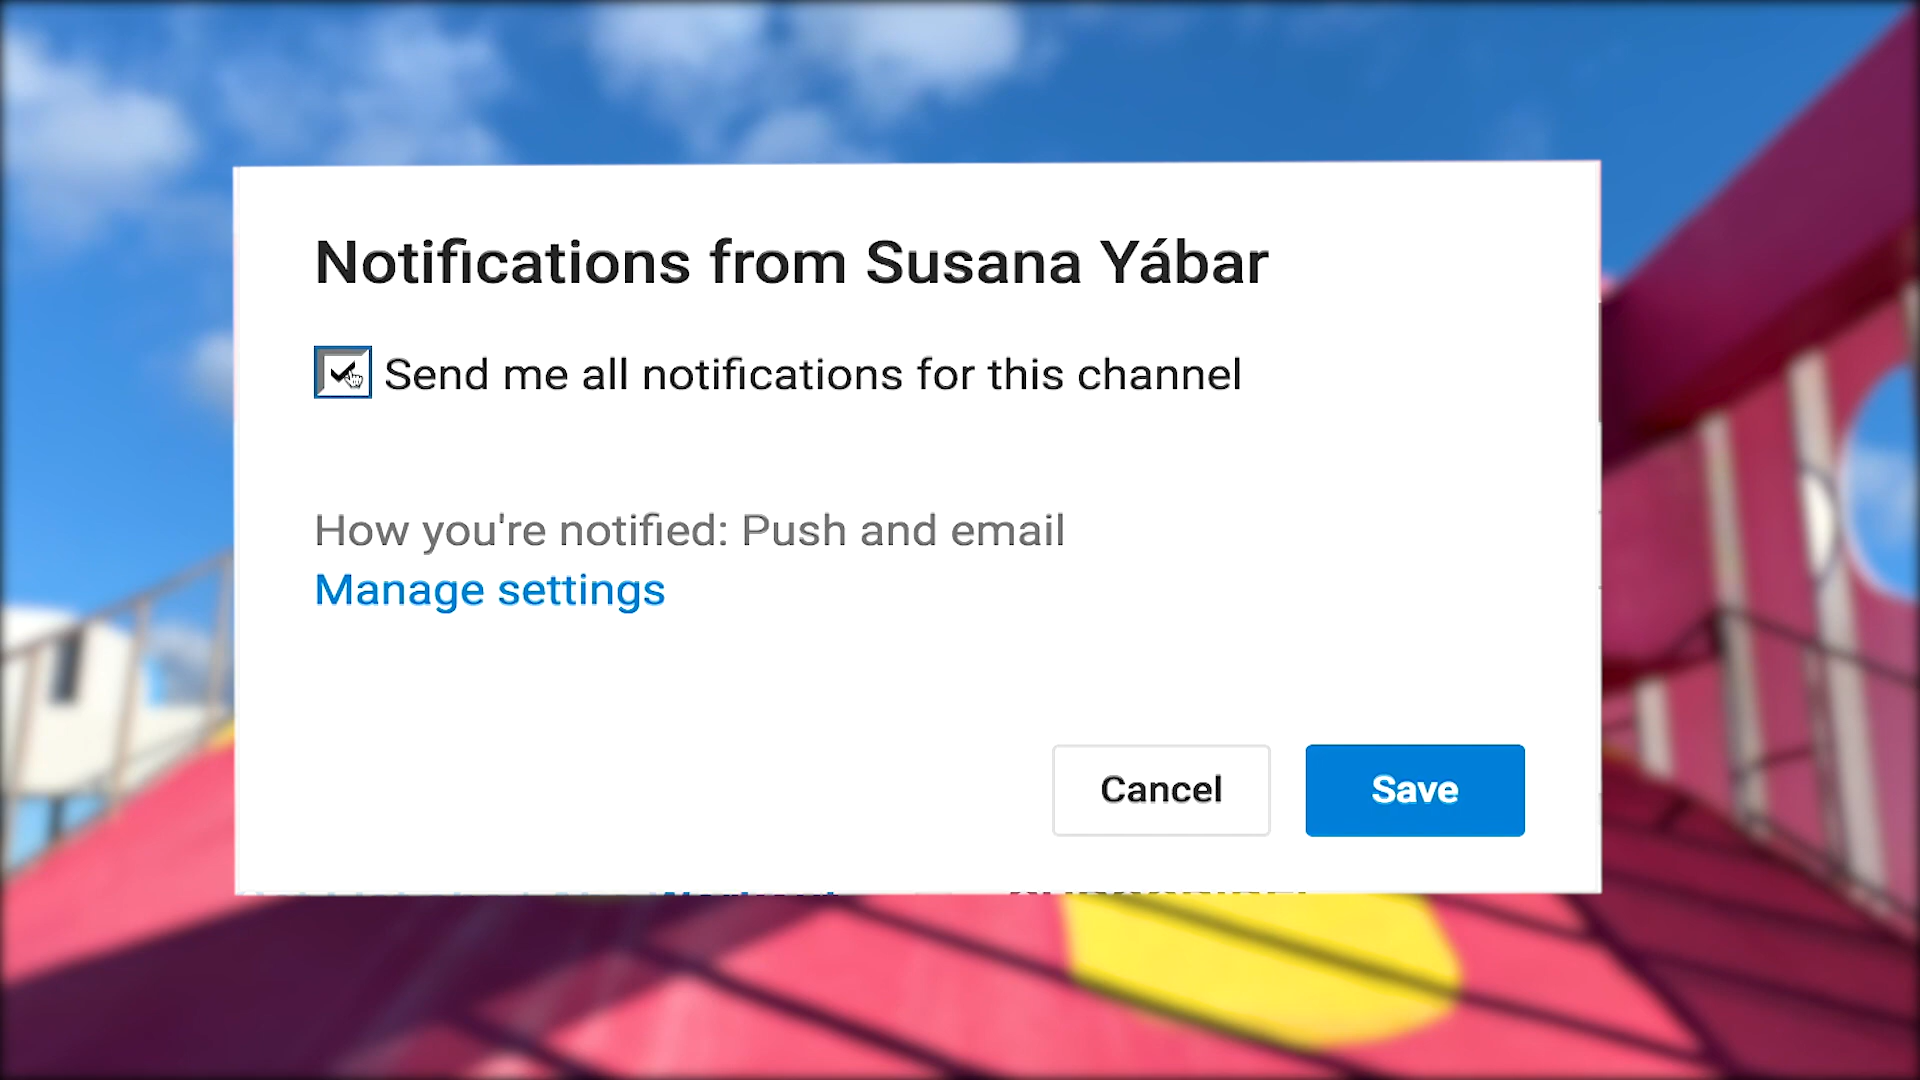 Notifications from Susana Yábar
Send me all notifications for this channel
How you're notified: Push and email
Manage settings
Cancel
Save